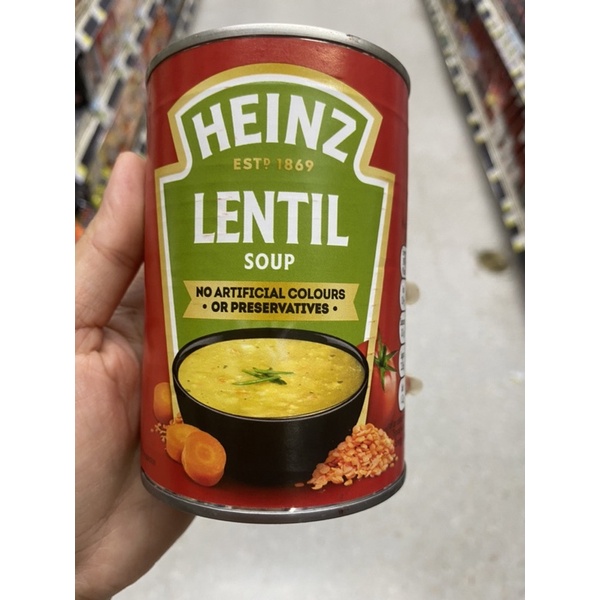 HEINZ
ESTD 1869
LENTIL
SOUP
NO ARTIFICIAL COLOURS
• OR PRESERVATIVES •